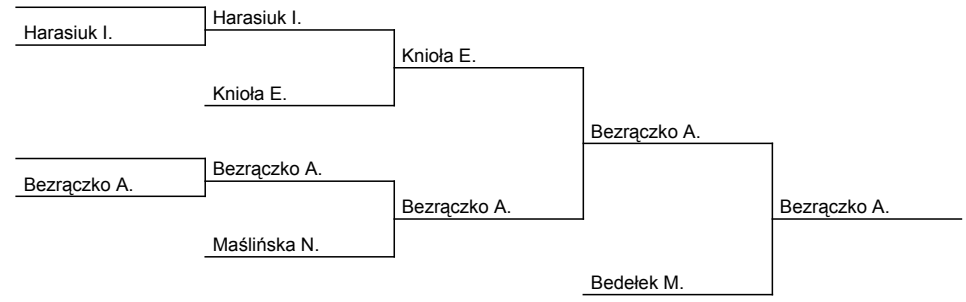 Harasiuk I.
Harasiuk I.
Knioła E.
Knioła E.
Bezrączko A.
Bezrączko A.
Bezrączko A.
Bezrączko A.
Bezrączko A.
Maślińska N.
Bedełek M.